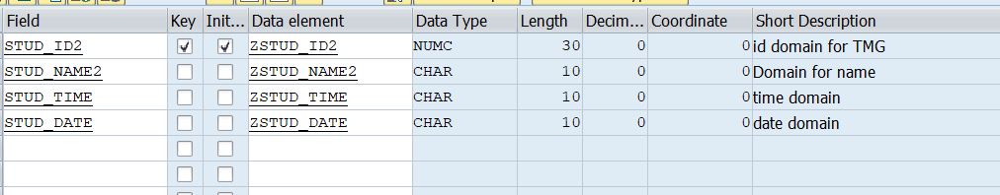 Field Key Init... Data element Data Type Length Decim... Coordinate Short Description
STUD_ID2 ZSTUD_ID2 NUMC 30 0 0 id domain for TMG
STUD_NAME2 ZSTUD_NAME2 CHAR 10 0 0 Domain for name
STUD_TIME ZSTUD_TIME CHAR 10 0 0 time domain
STUD_DATE ZSTUD_DATE CHAR 10 0 0 date domain